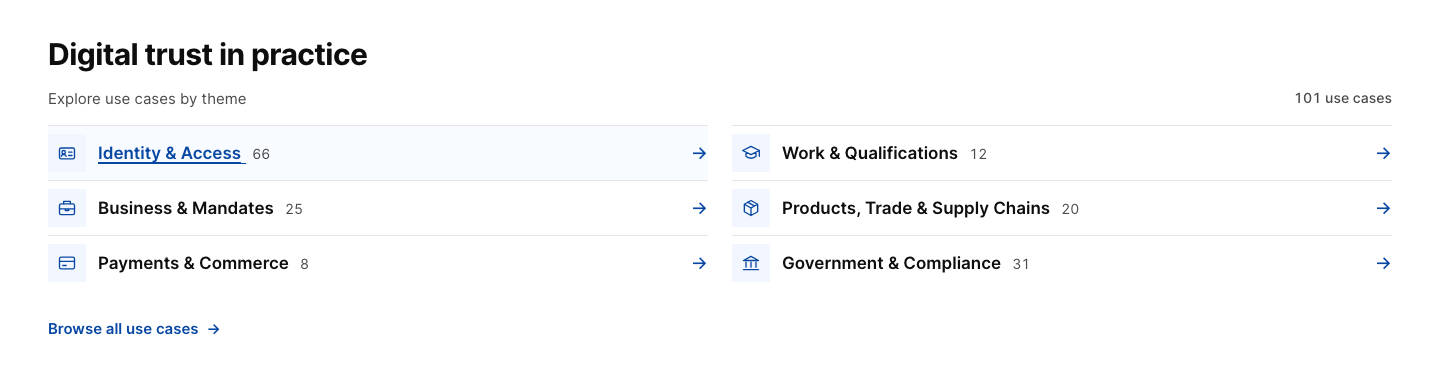 Digital trust in practice
Explore use cases by theme
101 use cases
Identity & Access 66
Work & Qualifications 12
Business & Mandates 25
Products, Trade & Supply Chains 20
Payments & Commerce 8
Government & Compliance 31
Browse all use cases →